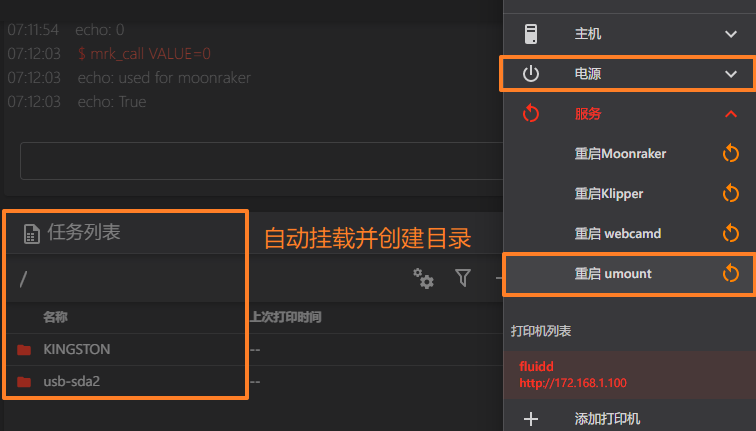 07:11:54 echo: 0
07:12:03 $ mrk_call VALUE=0
07:12:03 echo: used for moonraker
07:12:03 echo: True
任务列表
自动挂载并创建目录
/
名称 上次打印时间
KINGSTON --
usb-sda2 --
主机
电源
服务
重启Moonraker
重启Klipper
重启 webcamd
重启 umount
打印机列表
fluidd
http://172.168.1.100
添加打印机